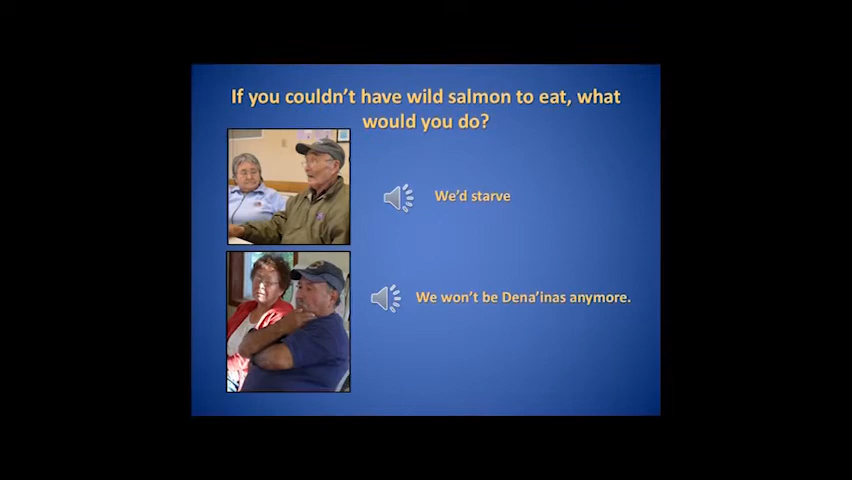 If you couldn't have wild salmon to eat, what
would you do?
We'd starve
We won't be Dena'inas anymore.